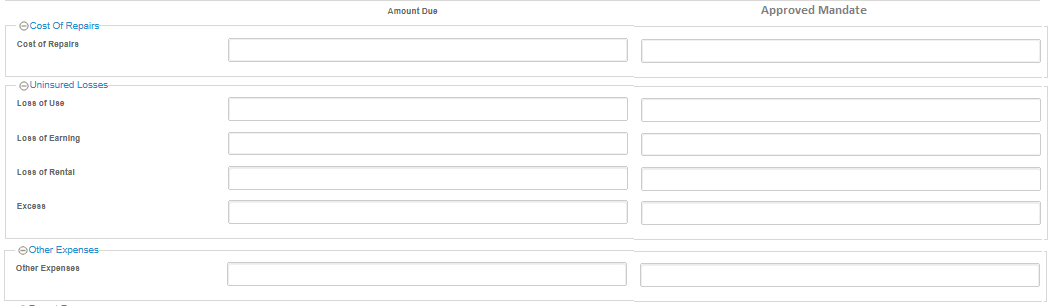 Amount Due Approved Mandate
Cost Of Repairs
Cost of Repairs
Uninsured Losses
Loss of Use
Loss of Earning
Loss of Rental
Excess
Other Expenses
Other Expenses